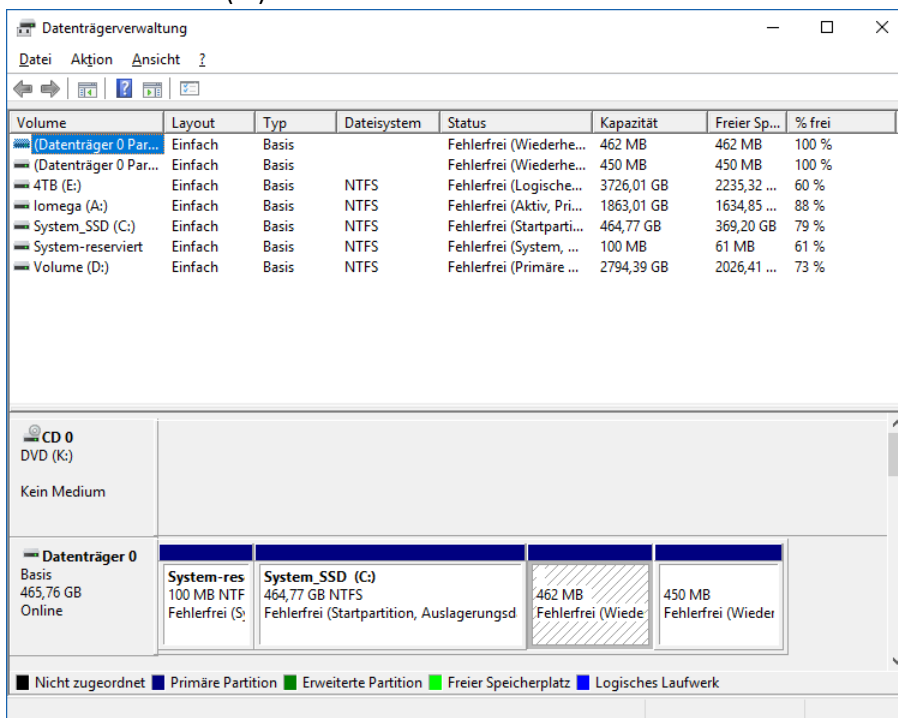 Datenträgerverwaltung
Datei Aktion Ansicht ?
Volume Layout Typ Dateisystem Status Kapazität Freier Sp... % frei
(Datenträger 0 Par... Einfach Basis Fehlerfrei (Wiederhe... 462 MB 462 MB 100 %
(Datenträger 0 Par... Einfach Basis Fehlerfrei (Wiederhe... 450 MB 450 MB 100 %
4TB (E:) Einfach Basis NTFS Fehlerfrei (Logische... 3726,01 GB 2235,32 ... 60 %
Iomega (A:) Einfach Basis NTFS Fehlerfrei (Aktiv, Pri... 1863,01 GB 1634,85 ... 88 %
System_SSD (C:) Einfach Basis NTFS Fehlerfrei (Startparti... 464,77 GB 369,20 GB 79 %
System-reserviert Einfach Basis NTFS Fehlerfrei (System, ... 100 MB 61 MB 61 %
Volume (D:) Einfach Basis NTFS Fehlerfrei (Primäre ... 2794,39 GB 2026,41 ... 73 %
CD 0
DVD (K:)
Kein Medium
Datenträger 0
Basis
465,76 GB
Online
System-res
100 MB NTF
Fehlerfrei (Sy
System_SSD (C:)
464,77 GB NTFS
Fehlerfrei (Startpartition, Auslagerungsd
462 MB
Fehlerfrei (Wiede
450 MB
Fehlerfrei (Wieder
Nicht zugeordnet Primäre Partition Erweiterte Partition Freier Speicherplatz Logisches Laufwerk